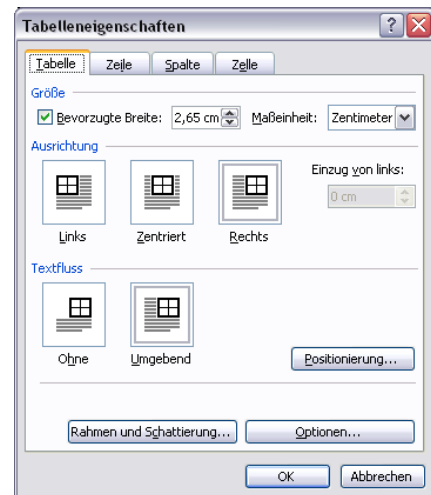 Tabelleneigenschaften
Tabelle Zeile Spalte Zelle
Größe
Bevorzugte Breite: 2,65 cm Maßeinheit: Zentimeter
Ausrichtung
Einzug von links:
0 cm
Links Zentriert Rechts
Textfluss
Ohne Umgebend Positionierung...
Rahmen und Schattierung... Optionen...
OK Abbrechen